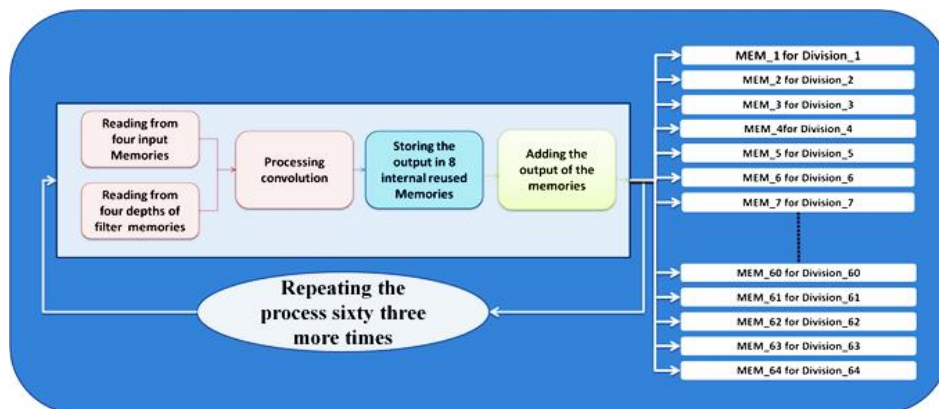 Reading from
four input
Memories
Reading from
four depths of
filter memories
Processing
convolution
Storing the
output in 8
internal reused
Memories
Adding the
output of the
memories
Repeating the
process sixty three
more times
MEM_1 for Division_1
MEM_2 for Division_2
MEM_3 for Division_3
MEM_4for Division_4
MEM_5 for Division_5
MEM_6 for Division_6
MEM_7 for Division_7
MEM_60 for Division_60
MEM_61 for Division_61
MEM_62 for Division_62
MEM_63 for Division_63
MEM_64 for Division_64